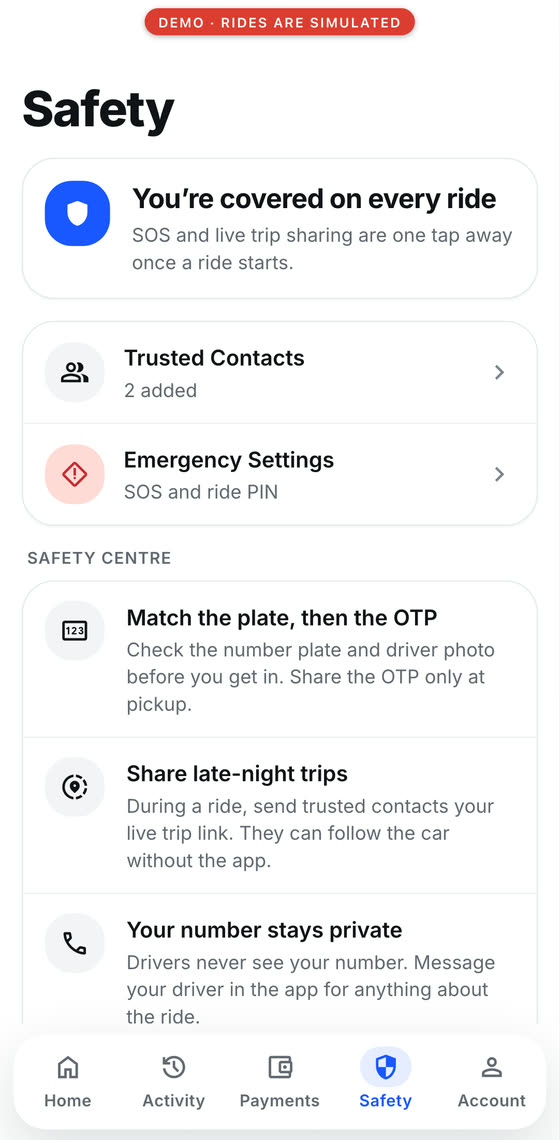 DEMO · RIDES ARE SIMULATED
Safety
You’re covered on every ride
SOS and live trip sharing are one tap away
once a ride starts.
Trusted Contacts
2 added
Emergency Settings
SOS and ride PIN
SAFETY CENTRE
123
Match the plate, then the OTP
Check the number plate and driver photo
before you get in. Share the OTP only at
pickup.
Share late-night trips
During a ride, send trusted contacts your
live trip link. They can follow the car
without the app.
Your number stays private
Drivers never see your number. Message
your driver in the app for anything about
the ride.
Home
Activity
Payments
Safety
Account